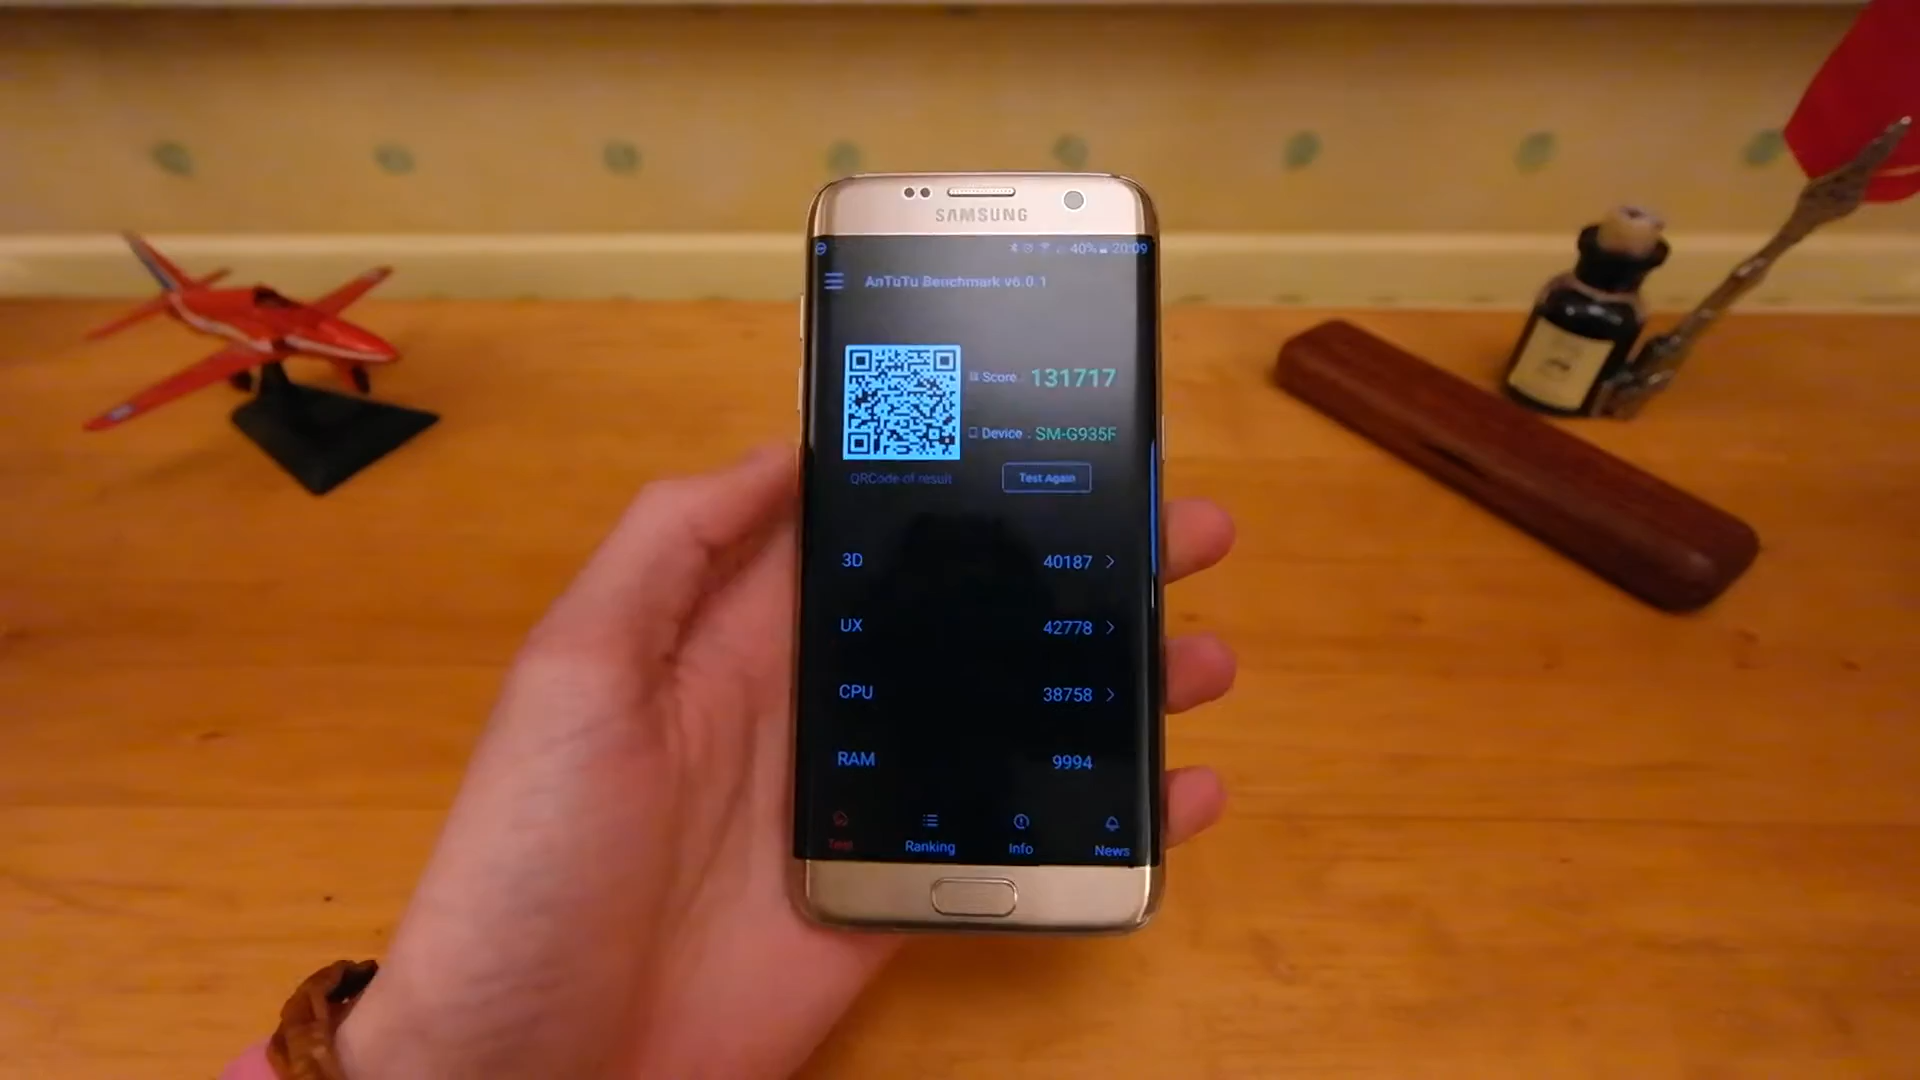 SAMSUNG
40% 20:09
AnTuTu Benchmark v6.0.1
Score 131717
Device . SM-G935F
QRCode of result
Test Again
3D 40187
UX 42778
CPU 38758
RAM 9994
Test Ranking Info News